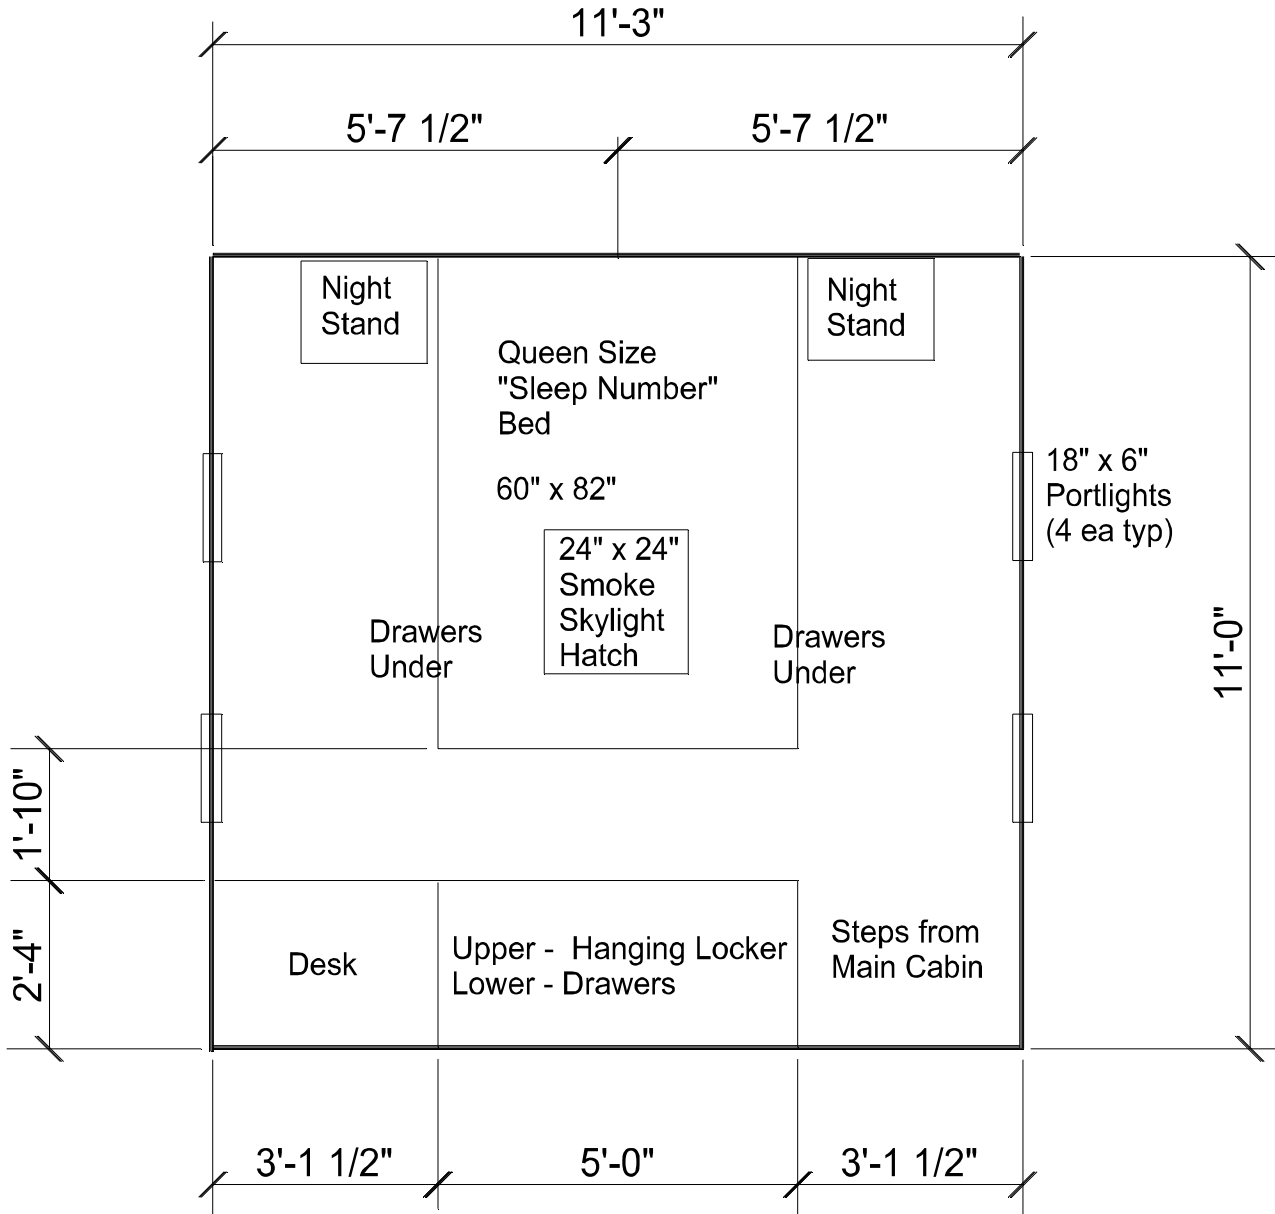 11'-3"
5'-7 1/2"
5'-7 1/2"
Night
Stand
Night
Stand
Queen Size
"Sleep Number"
Bed
60" x 82"
18" x 6"
Portlights
(4 ea typ)
24" x 24"
Smoke
Skylight
Hatch
Drawers
Under
Drawers
Under
11'-0"
1'-10"
2'-4"
Desk
Upper -  Hanging Locker
Lower - Drawers
Steps from
Main Cabin
3'-1 1/2"
5'-0"
3'-1 1/2"